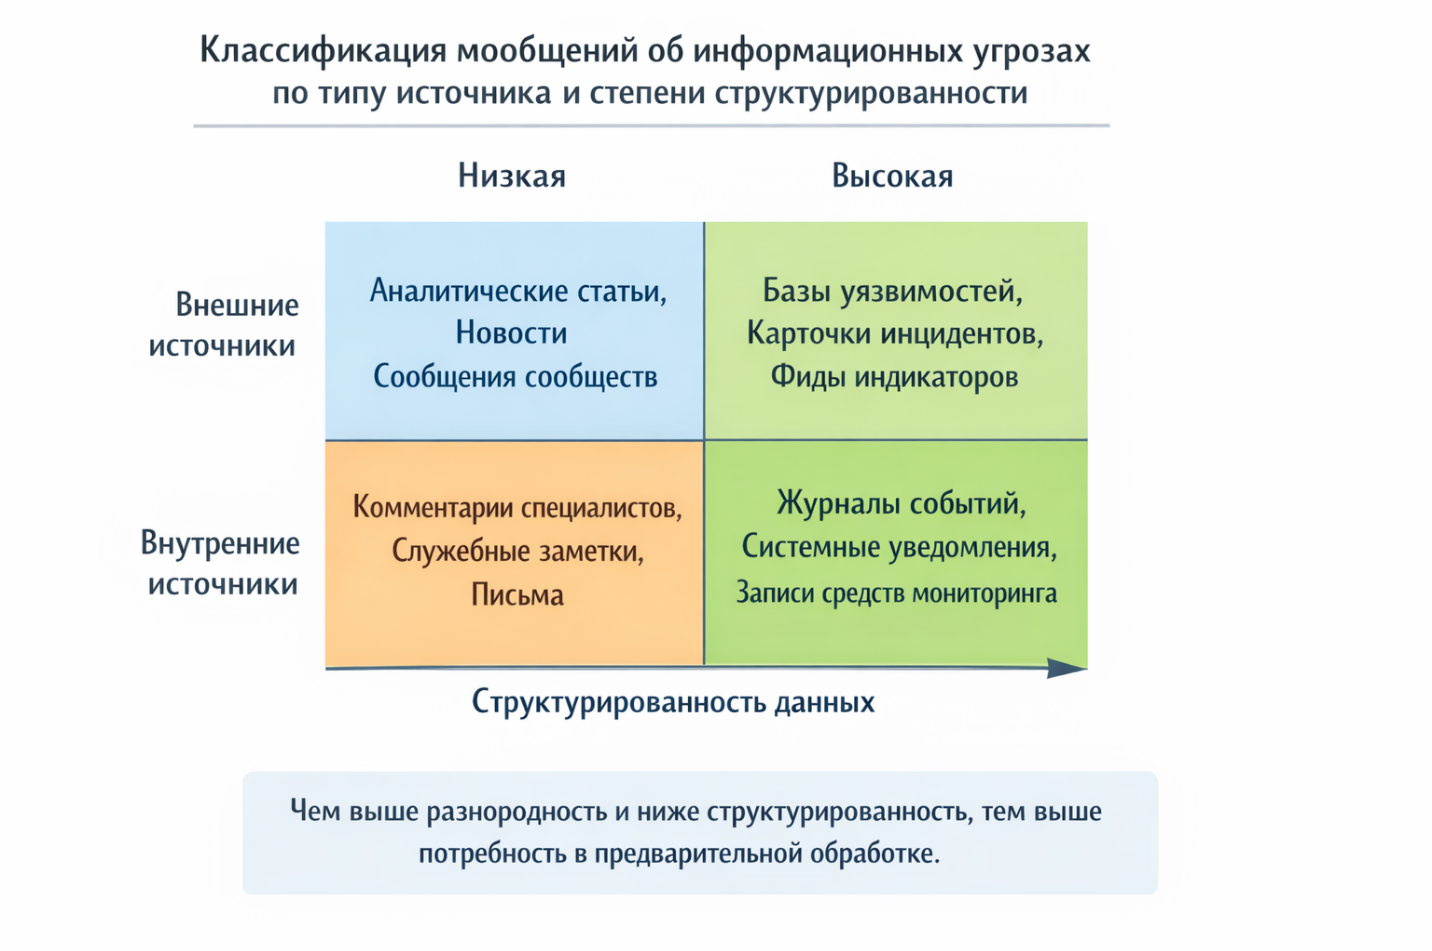 Классификация мообщений об информационных угрозах
по типу источника и степени структурированности
Низкая
Высокая
Внешние
источники
Аналитические статьи,
Новости
Сообщения сообществ
Базы уязвимостей,
Карточки инцидентов,
Фиды индикаторов
Внутренние
источники
Комментарии специалистов,
Служебные заметки,
Письма
Журналы событий,
Системные уведомления,
Записи средств мониторинга
Структурированность данных
Чем выше разнородность и ниже структурированность, тем выше
потребность в предварительной обработке.